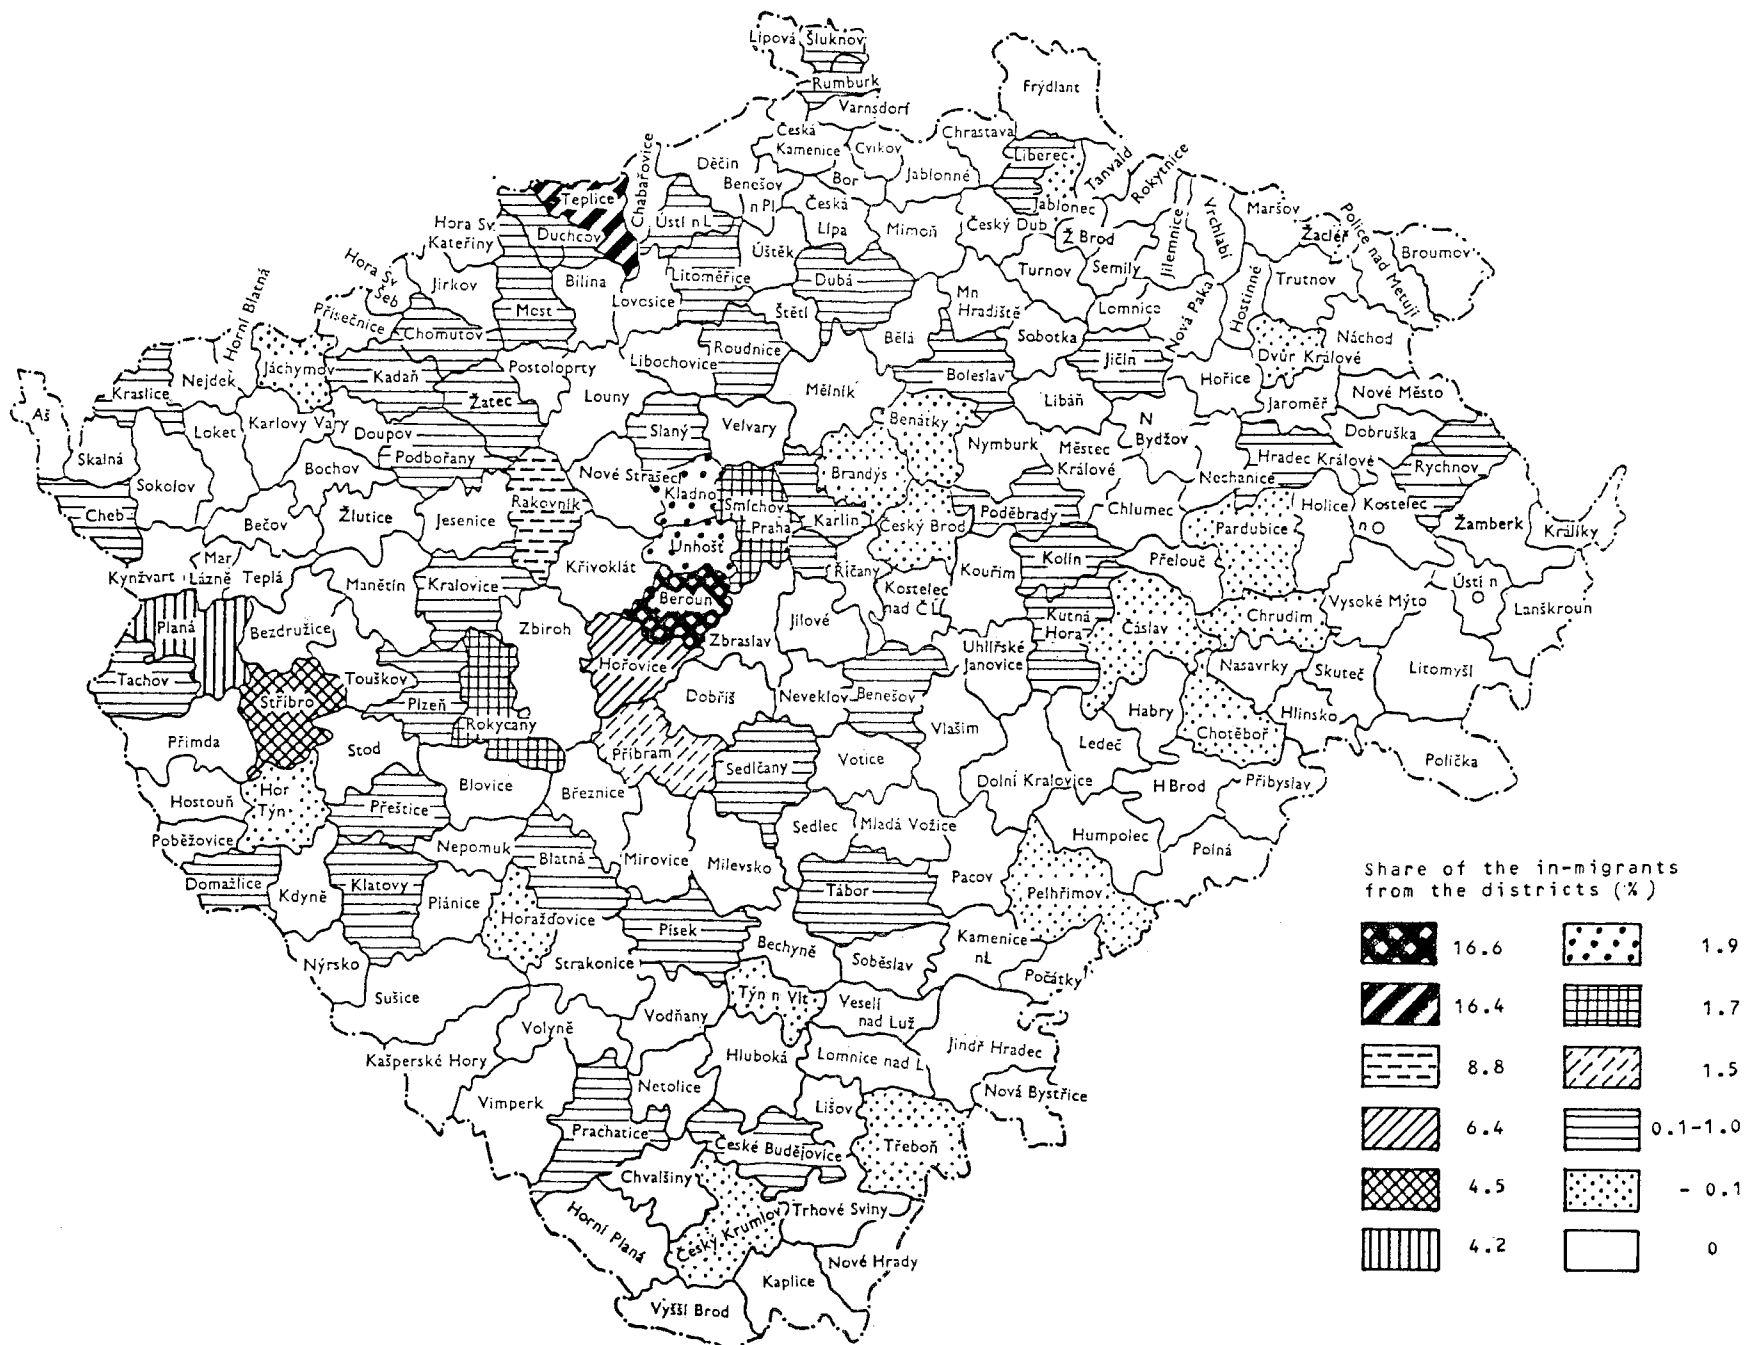 Lipová
Šluknov
Rumburk
Varnsdorf
Frýdlant
Česká
Kamenice
Cvikov
Chrastava
Liberec
Tanvald
Rokytnice
Chabařovice
Děčín
Benešov
n Pl
Bor
Jablonné
Jablonec
Teplice
Ústí n L
Česká
Lípa
Mimoň
Český Dub
Ž Brod
Jilemnice
Vrchlabí
Maršov
Žacléř
Police nad Metují
Broumov
Hora Sv.
Kateřiny
Duchcov
Úštěk
Turnov
Semily
Trutnov
Hora Sv
Šeb
Jirkov
Bílina
Litoměřice
Dubá
Mn
Hradiště
Lomnice
Nová Paka
Hostinné
Horní Blatná
Přísečnice
Most
Lovosice
Štětí
Náchod
Chomutov
Roudnice
Bělá
Sobotka
Jičín
Dvůr Králové
Nejdek
Jáchymov
Kadaň
Postoloprty
Libochovice
Mělník
Boleslav
Hořice
Kraslice
Aš
Žatec
Louny
Libáň
Jaroměř
Nové Město
Loket
Karlovy Vary
Doupov
Slaný
Velvary
Benátky
Nymburk
Městec
Králové
N
Bydžov
Dobruška
Skalná
Sokolov
Bochov
Podbořany
Nové Strašecí
Brandýs
Nechanice
Hradec Králové
Rychnov
Cheb
Bečov
Žlutice
Jesenice
Rakovník
Kladno
Smíchov
Praha
Karlín
Český Brod
Poděbrady
Chlumec
Pardubice
Holice
Kostelec
n O
Žamberk
Králíky
Kynžvart
Mar
Lázně
Teplá
Manětín
Kralovice
Křivoklát
Unhošť
Říčany
Kostelec
nad Č L
Kouřim
Kolín
Přelouč
Ústí n
O
Lanškroun
Planá
Bezdružice
Zbiroh
Beroun
Zbraslav
Jílové
Kutná
Hora
Čáslav
Chrudim
Vysoké Mýto
Tachov
Stříbro
Touškov
Plzeň
Rokycany
Hořovice
Dobříš
Neveklov
Benešov
Uhlířské
Janovice
Nasavrky
Skuteč
Litomyšl
Přimda
Stod
Příbram
Sedlčany
Votice
Vlašim
Ledeč
Habry
Chotěboř
Hlinsko
Polička
Hostouň
Hor
Týn
Přeštice
Blovice
Březnice
Dolní Kralovice
H Brod
Přibyslav
Poběžovice
Nepomuk
Blatná
Mirovice
Milevsko
Sedlec
Mladá Vožice
Humpolec
Polná
Domažlice
Kdyně
Klatovy
Plánice
Horažďovice
Tábor
Pacov
Pelhřimov
Nýrsko
Sušice
Strakonice
Písek
Bechyně
Soběslav
Kamenice
nL
Počátky
Týn n Vlt
Veselí
nad Luž
Kašperské Hory
Volyně
Vodňany
Hluboká
Lomnice nad L
Jindř Hradec
Vimperk
Netolice
Lišov
Nová Bystřice
Prachatice
České Budějovice
Třeboň
Chvalšiny
Horní Planá
Český Krumlov
Trhové Sviny
Nové Hrady
Kaplice
Vyšší Brod
Share of the in-migrants
from the districts (%)
16.6 1.9
16.4 1.7
8.8 1.5
6.4 0.1-1.0
4.5 - 0.1
4.2 0